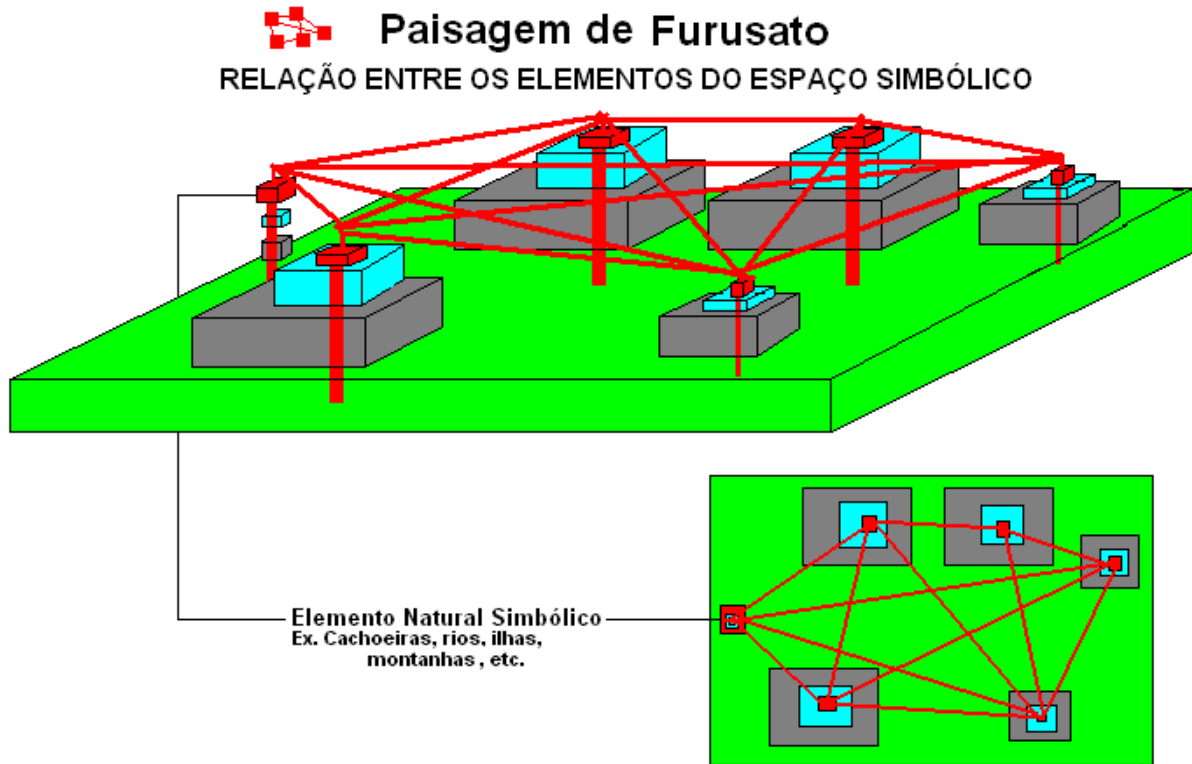 Paisagem de Furusato
RELAÇÃO ENTRE OS ELEMENTOS DO ESPAÇO SIMBÓLICO
Elemento Natural Simbólico
Ex. Cachoeiras, rios, ilhas,
montanhas , etc.